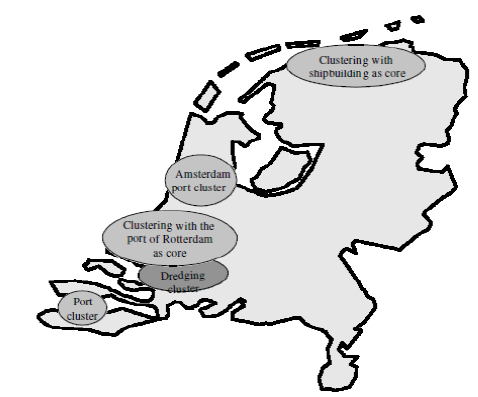 Clustering with
shipbuilding as core
Amsterdam
port cluster
Clustering with the
port of Rotterdam
as core
Dredging
cluster
Port
cluster